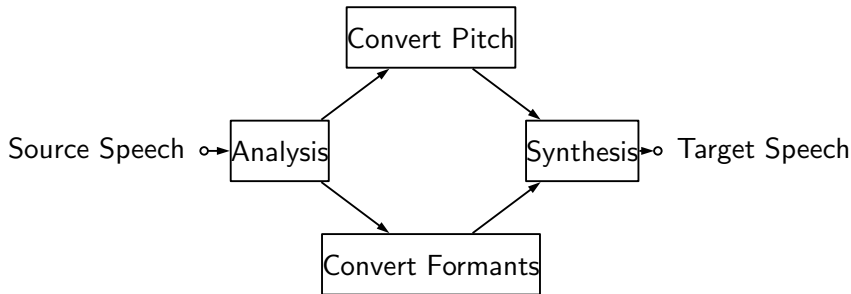 Convert Pitch
Source Speech
Analysis
Synthesis
Target Speech
Convert Formants